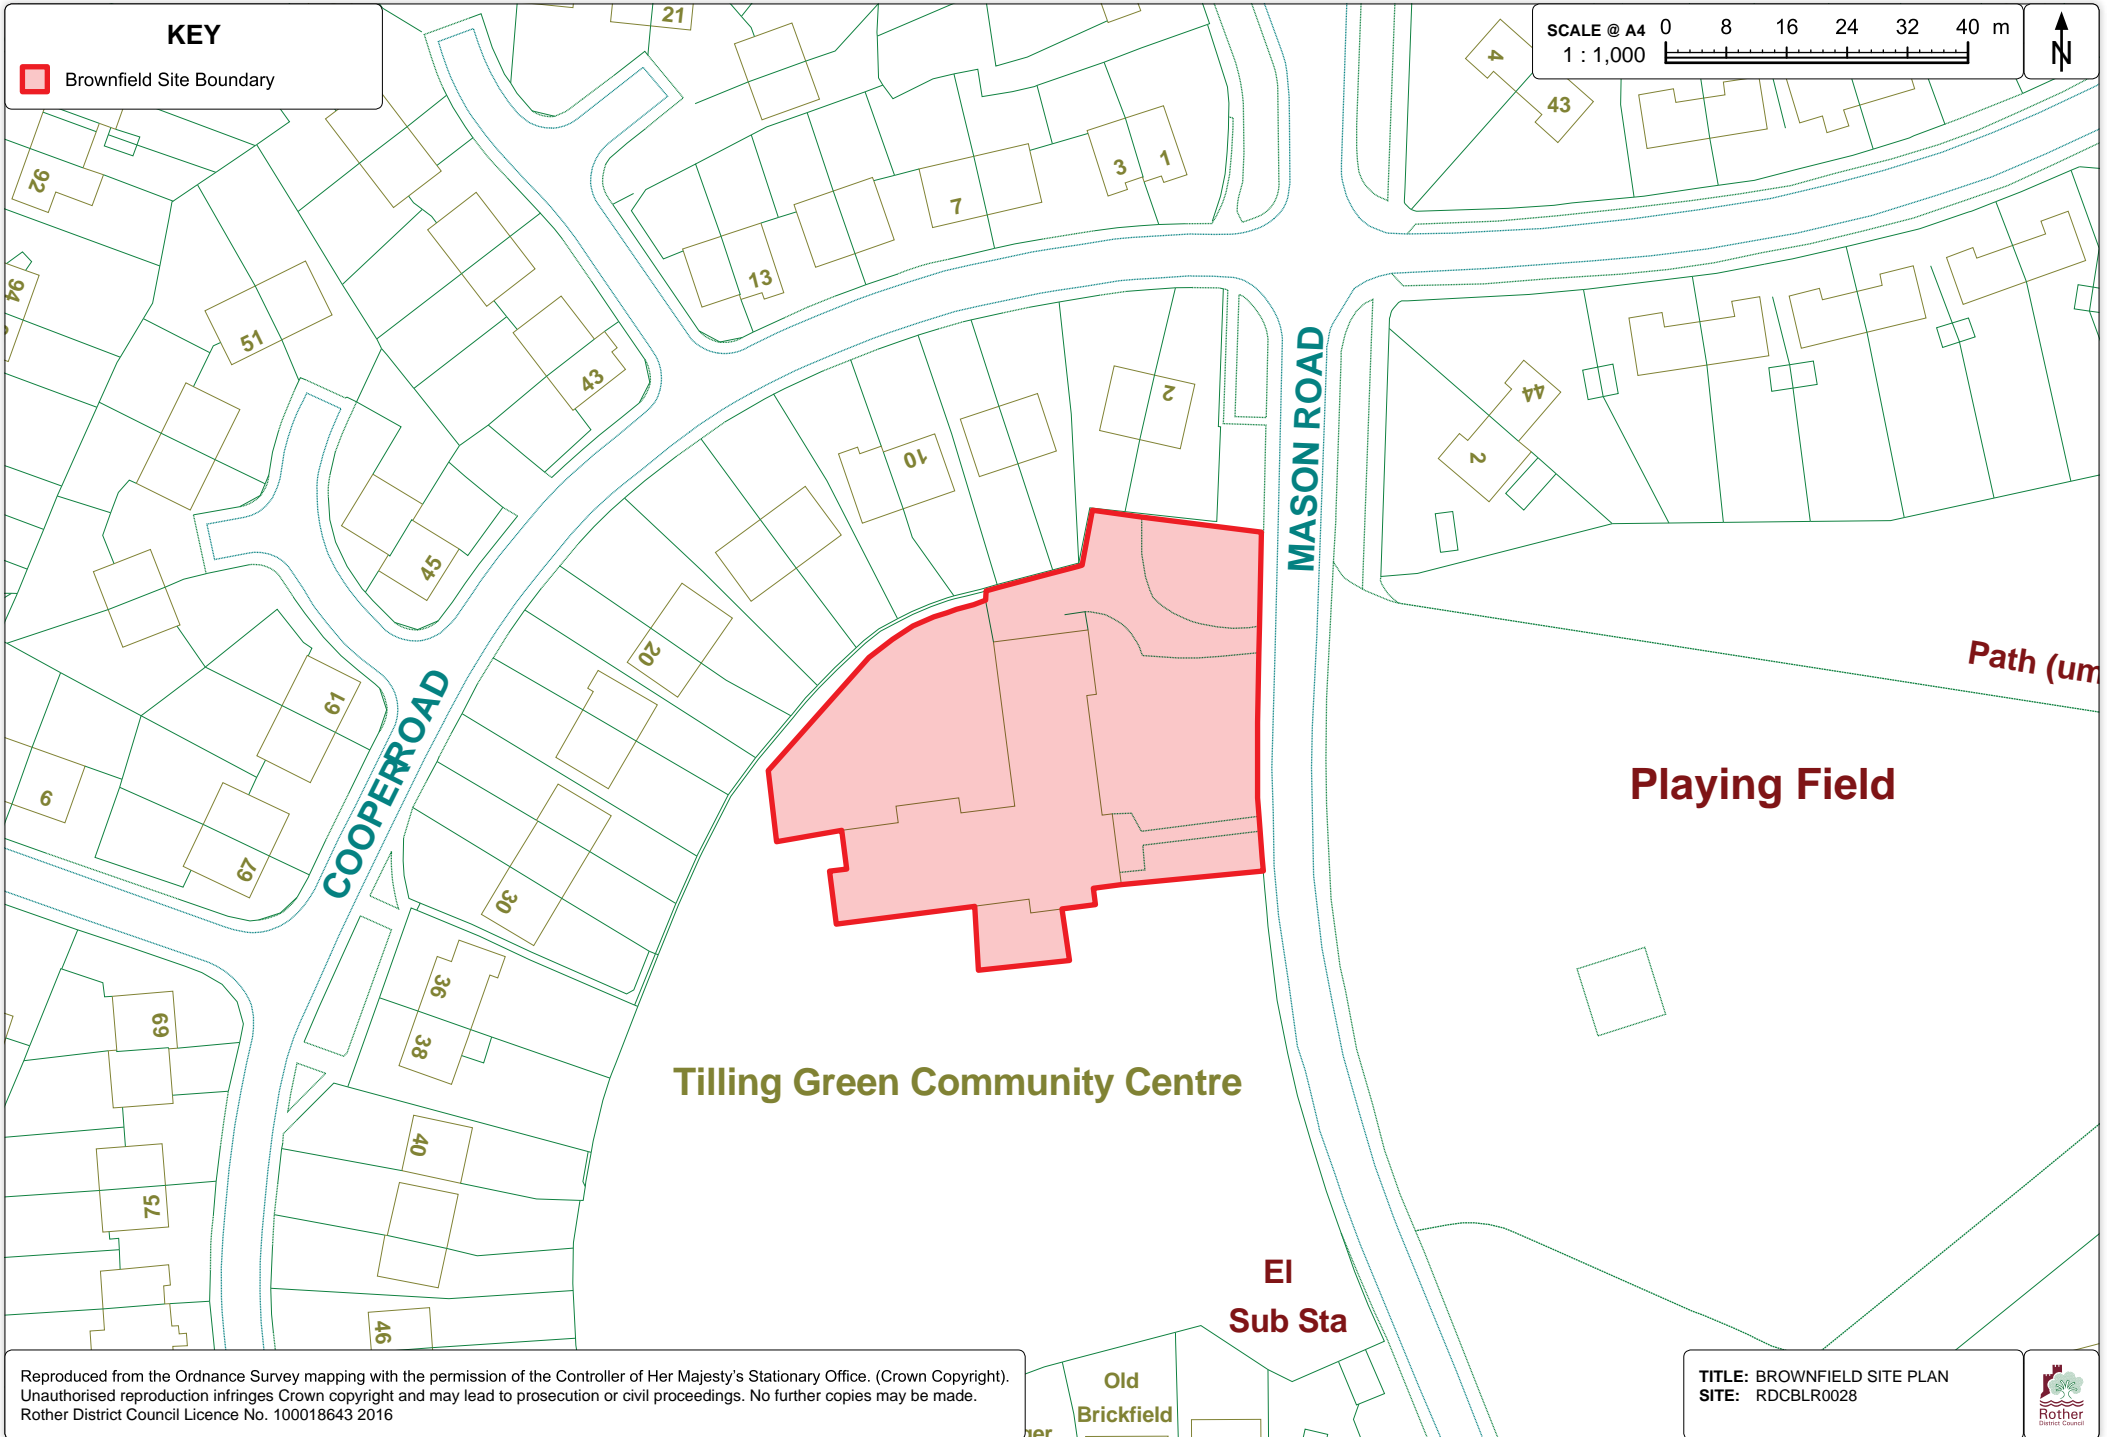 KEY
Brownfield Site Boundary
SCALE @ A4 0 8 16 24 32 40 m
1 : 1,000
N
21
4
43
92
3 1
7
13
94
51
43
2
44
2
10
MASON ROAD
45
20
Path (um
61
COOPER ROAD
Playing Field
9
67
30
36
69
38
Tilling Green Community Centre
40
75
El
Sub Sta
46
Old
Brickfield
Reproduced from the Ordnance Survey mapping with the permission of the Controller of Her Majesty's Stationary Office. (Crown Copyright).
Unauthorised reproduction infringes Crown copyright and may lead to prosecution or civil proceedings. No further copies may be made.
Rother District Council Licence No. 100018643 2016
TITLE: BROWNFIELD SITE PLAN
SITE: RDCBLR0028
Rother
District Council